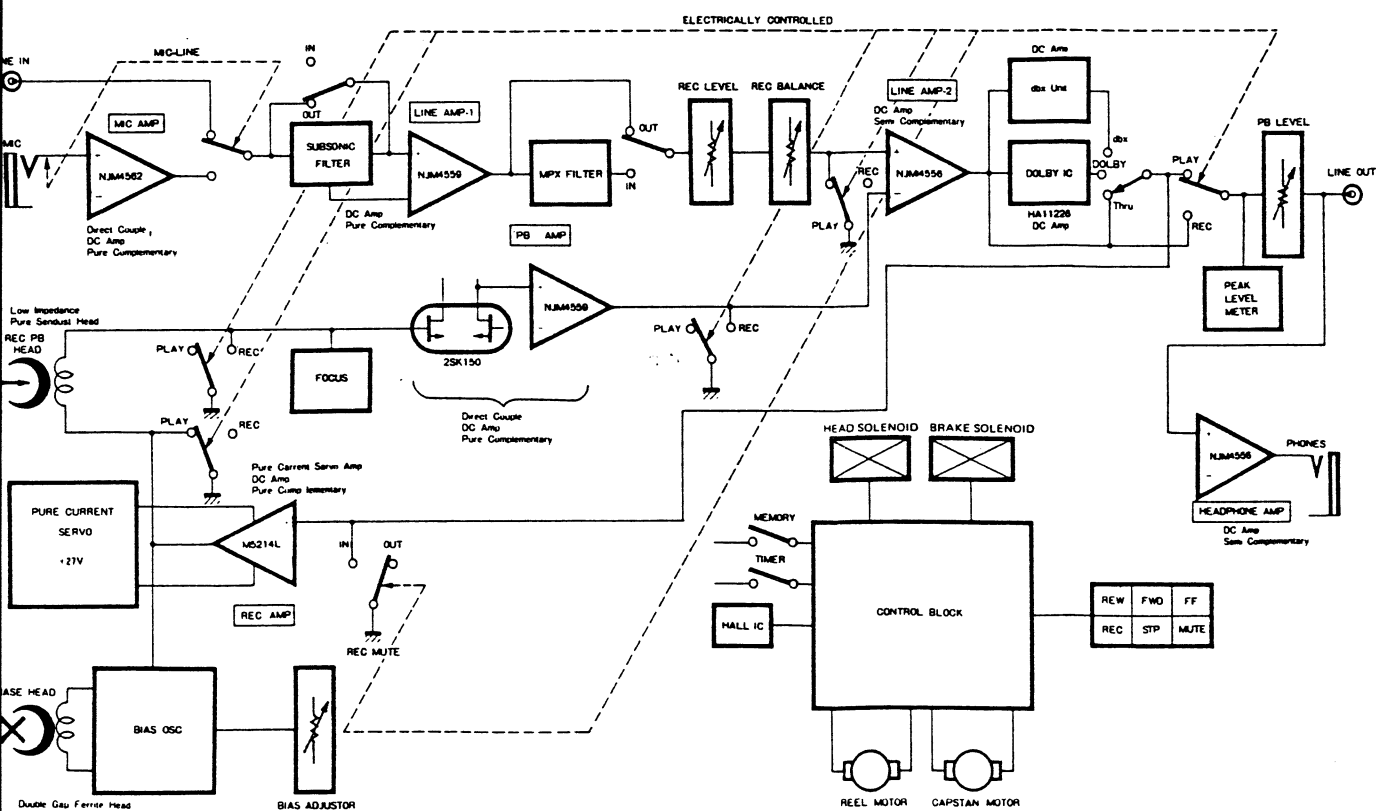 ELECTRICALLY CONTROLLED
MIC-LINE
NE IN
IN
OUT
MIC AMP
MIC
NJM4562
Direct Couple,
DC Amp
Pure Complementary
SUBSONIC
FILTER
LINE AMP-1
NJM4559
DC Amp
Pure Complementary
OUT
IN
MPX FILTER
REC LEVEL
REC BALANCE
LINE AMP-2
DC Amp
Semi Complementary
NJM4556
REC
PLAY
DC Amp
dbx Unit
dbx
DOLBY
DOLBY IC
HA11226
DC Amp
Thru
PLAY
REC
PB LEVEL
LINE OUT
PEAK
LEVEL
METER
PB AMP
NJM4559
2SK150
Direct Couple
DC Amp
Pure Complementary
PLAY
REC
Low Impedance
Pure Sendust Head
REC PB
HEAD
PLAY
REC
FOCUS
PLAY
REC
Pure Current Servo Amp
DC Amp
Pure Complementary
PURE CURRENT
SERVO
+27V
M5214L
REC AMP
IN
OUT
REC MUTE
ASE HEAD
BIAS OSC
Double Gap Ferrite Head
BIAS ADJUSTOR
HEAD SOLENOID
BRAKE SOLENOID
MEMORY
TIMER
HALL IC
CONTROL BLOCK
REW FWD FF
REC STP MUTE
REEL MOTOR
CAPSTAN MOTOR
NJM4556
PHONES
HEADPHONE AMP
DC Amp
Semi Complementary